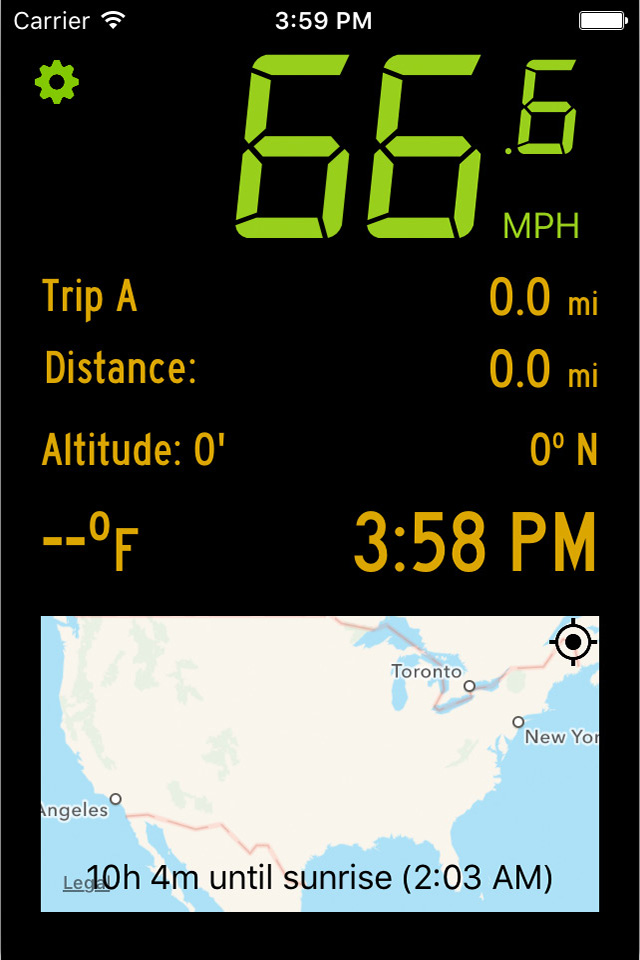 Carrier 3:59 PM
66.6
MPH
Trip A 0.0 mi
Distance: 0.0 mi
Altitude: 0' 0º N
--ºF 3:58 PM
Toronto
New Yor
Angeles
Legal
10h 4m until sunrise (2:03 AM)